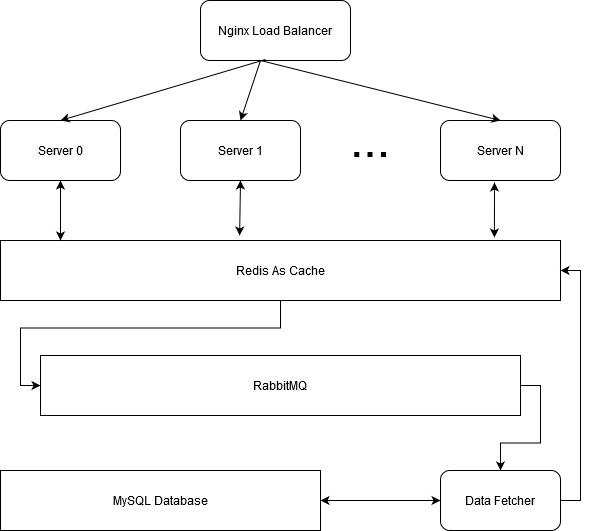 Nginx Load Balancer
Server 0
Server 1
...
Server N
Redis As Cache
RabbitMQ
MySQL Database
Data Fetcher